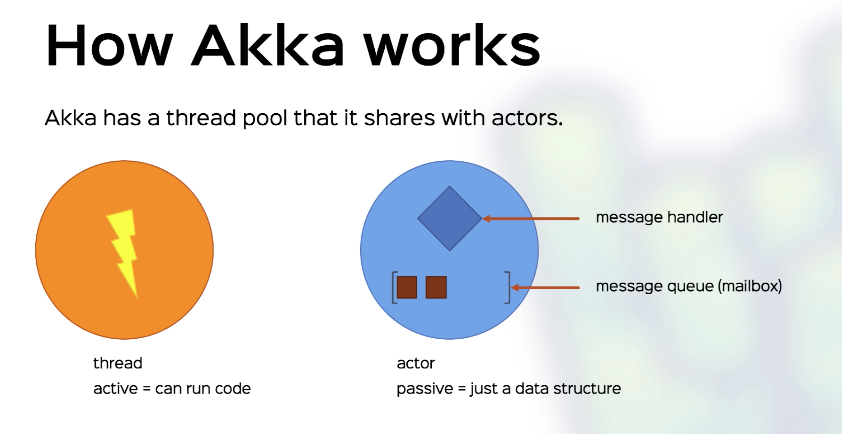 How Akka works
Akka has a thread pool that it shares with actors.
message handler
message queue (mailbox)
thread
active = can run code
actor
passive = just a data structure